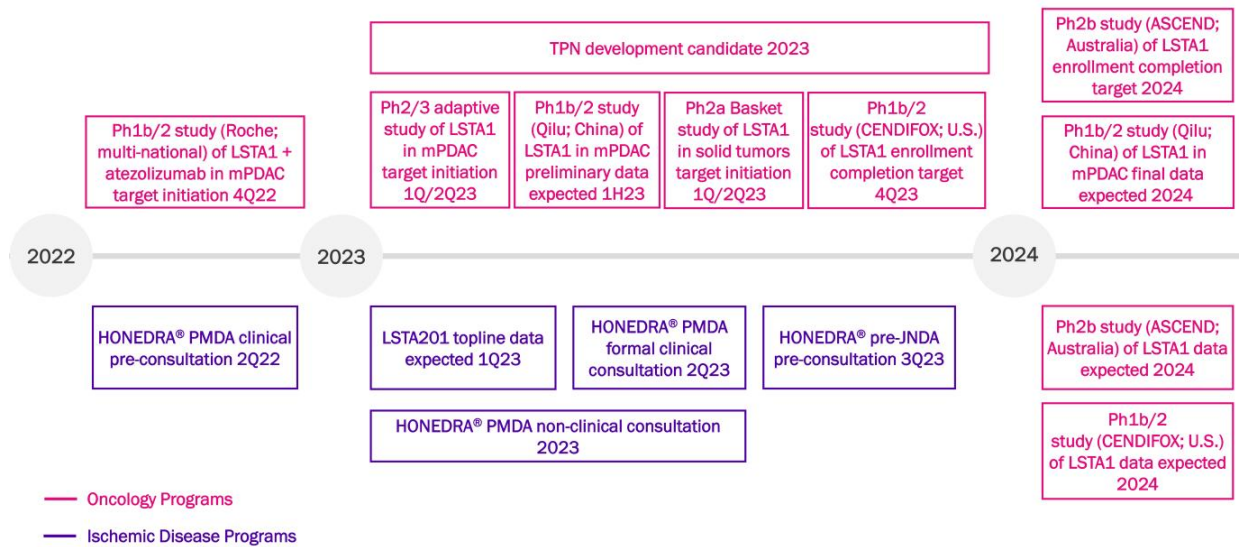 TPN development candidate 2023
Ph2b study (ASCEND;
Australia) of LSTA1
enrollment completion
target 2024
Ph1b/2 study (Roche;
multi-national) of LSTA1 +
atezolizumab in mPDAC
target initiation 4Q22
Ph2/3 adaptive
study of LSTA1
in mPDAC
target initiation
1Q/2Q23
Ph1b/2 study
(Qilu; China) of
LSTA1 in mPDAC
preliminary data
expected 1H23
Ph2a Basket
study of LSTA1
in solid tumors
target initiation
1Q/2Q23
Ph1b/2
study (CENDIFOX; U.S.)
of LSTA1 enrollment
completion target
4Q23
Ph1b/2 study (Qilu;
China) of LSTA1 in
mPDAC final data
expected 2024
2022
2023
2024
HONEDRA® PMDA clinical
pre-consultation 2Q22
LSTA201 topline data
expected 1Q23
HONEDRA® PMDA
formal clinical
consultation 2Q23
HONEDRA® pre-JNDA
pre-consultation 3Q23
Ph2b study (ASCEND;
Australia) of LSTA1 data
expected 2024
HONEDRA® PMDA non-clinical consultation
2023
Ph1b/2
study (CENDIFOX; U.S.)
of LSTA1 data expected
2024
Oncology Programs
Ischemic Disease Programs